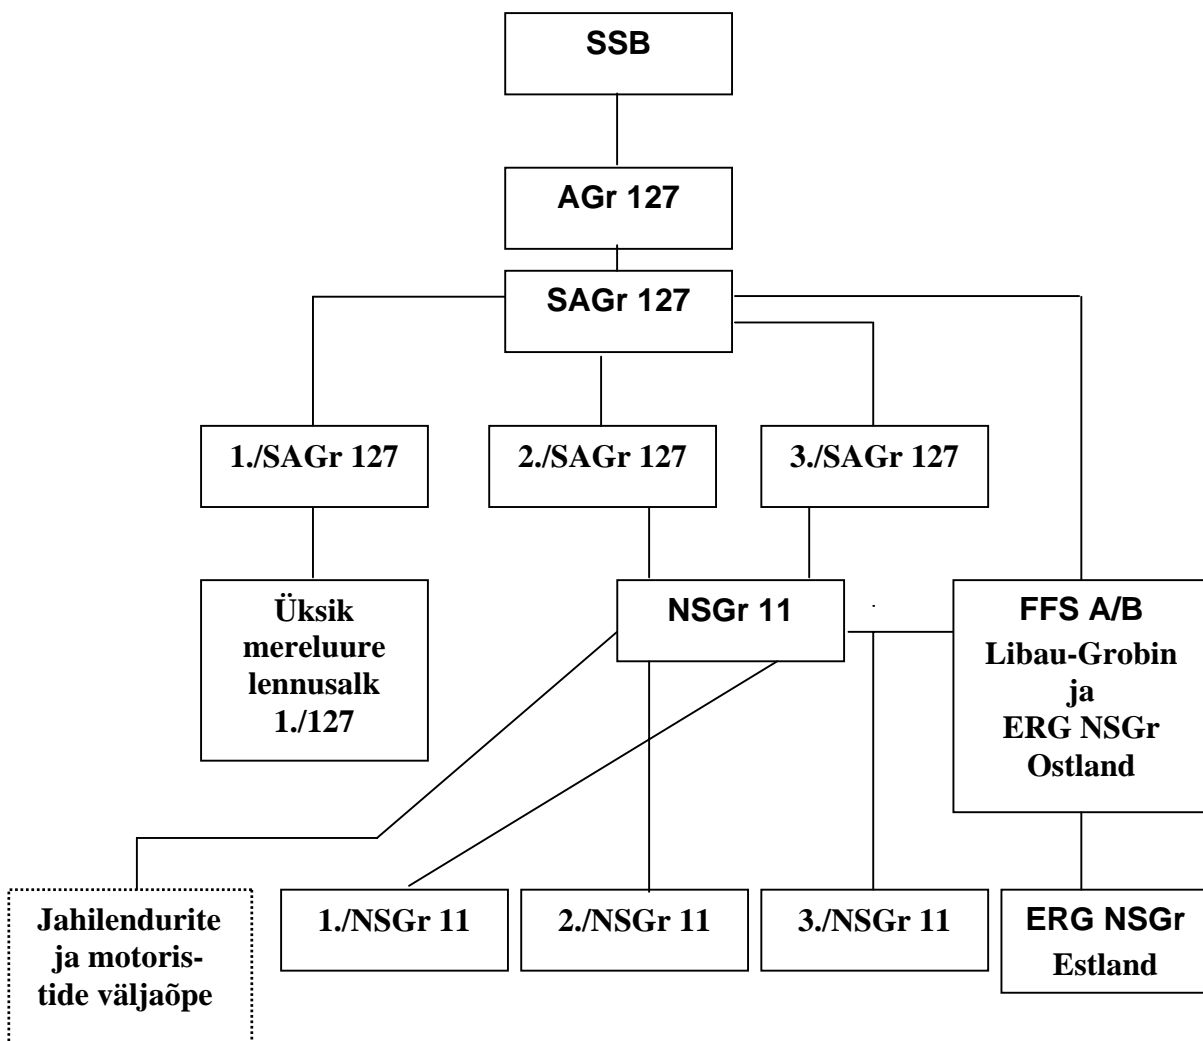 SSB
AGr 127
SAGr 127
1./SAGr 127
2./SAGr 127
3./SAGr 127
Üksik
mereluure
lennusalk
1./127
NSGr 11
FFS A/B
Libau-Grobin
ja
ERG NSGr
Ostland
Jahilendurite
ja motoris-
tide väljaõpe
1./NSGr 11
2./NSGr 11
3./NSGr 11
ERG NSGr
Estland